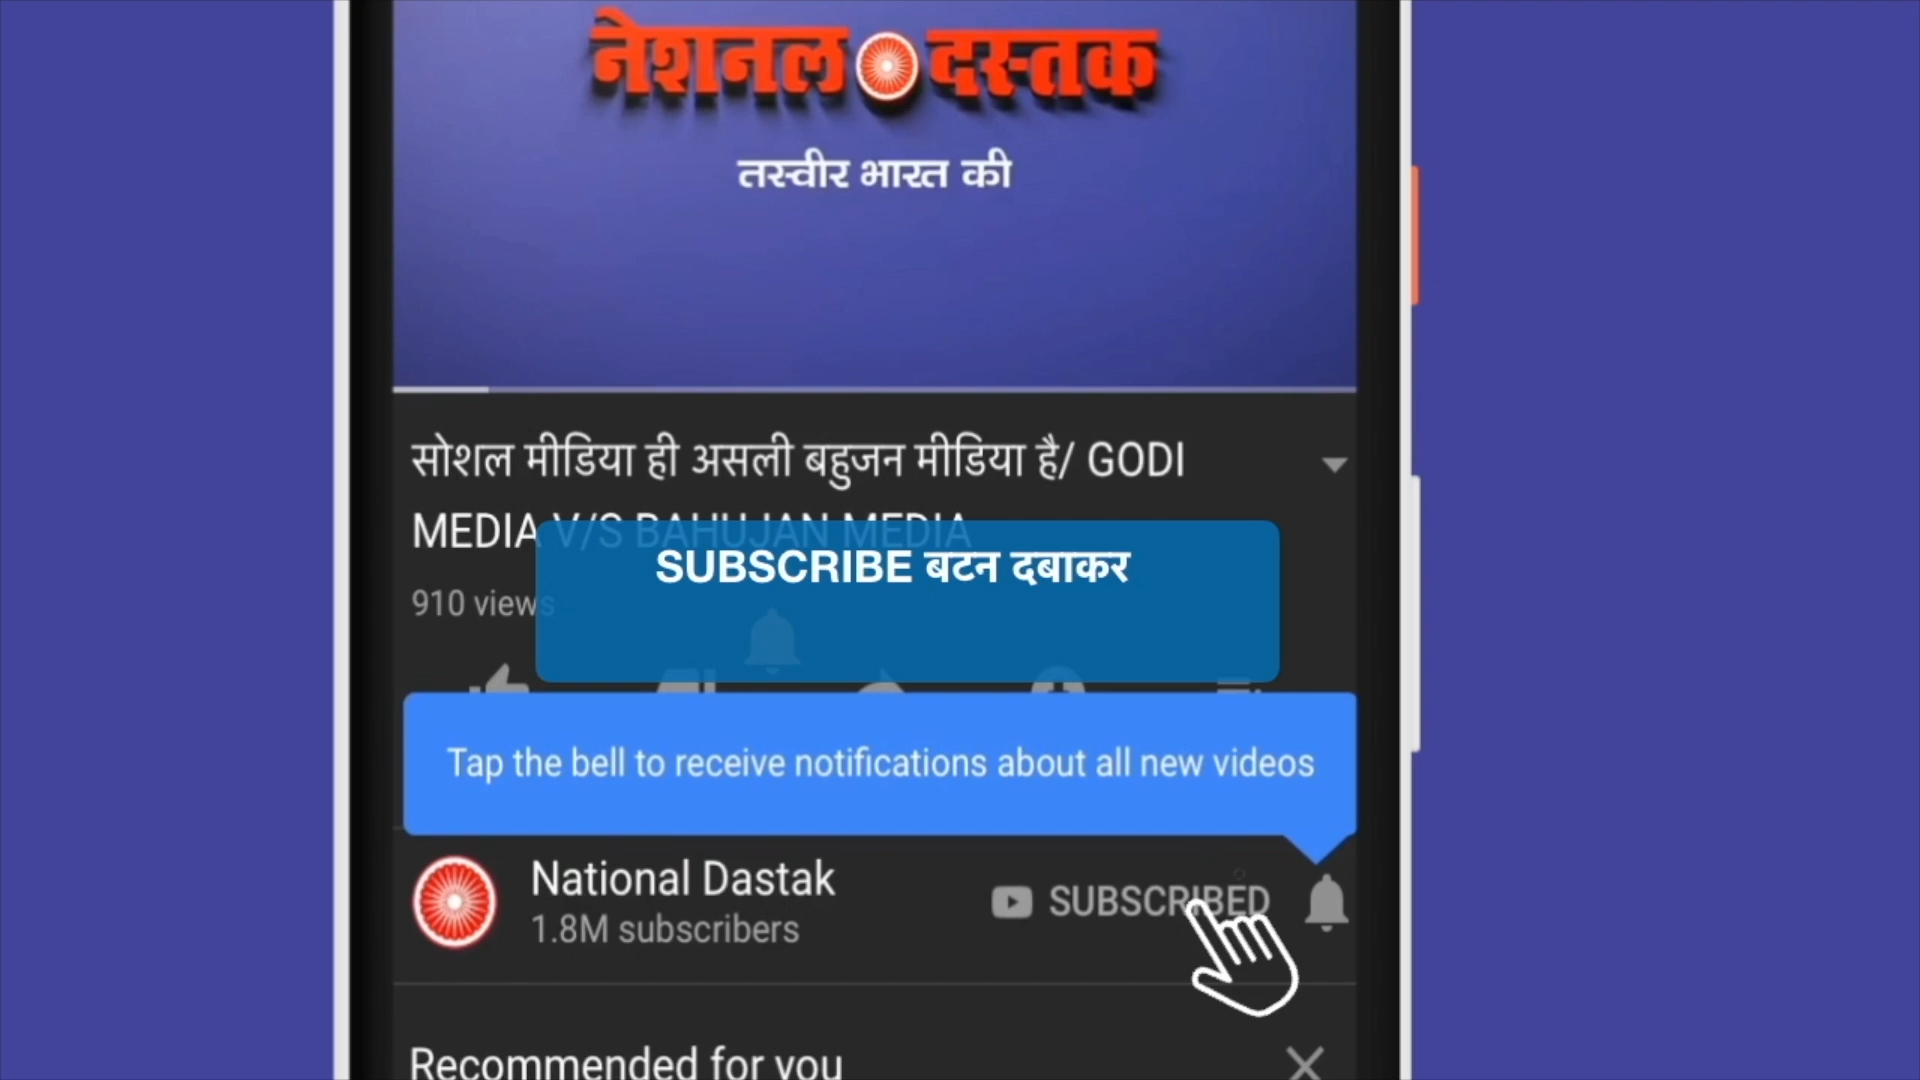 नेशनल दस्तक
तस्वीर भारत की
सोशल मीडिया ही असली बहुजन मीडिया है/ GODI
MEDIA V/S BAHUJAN MEDIA
SUBSCRIBE बटन दबाकर
910 views
Tap the bell to receive notifications about all new videos
National Dastak
SUBSCRIBED
1.8M subscribers
Recommended for you